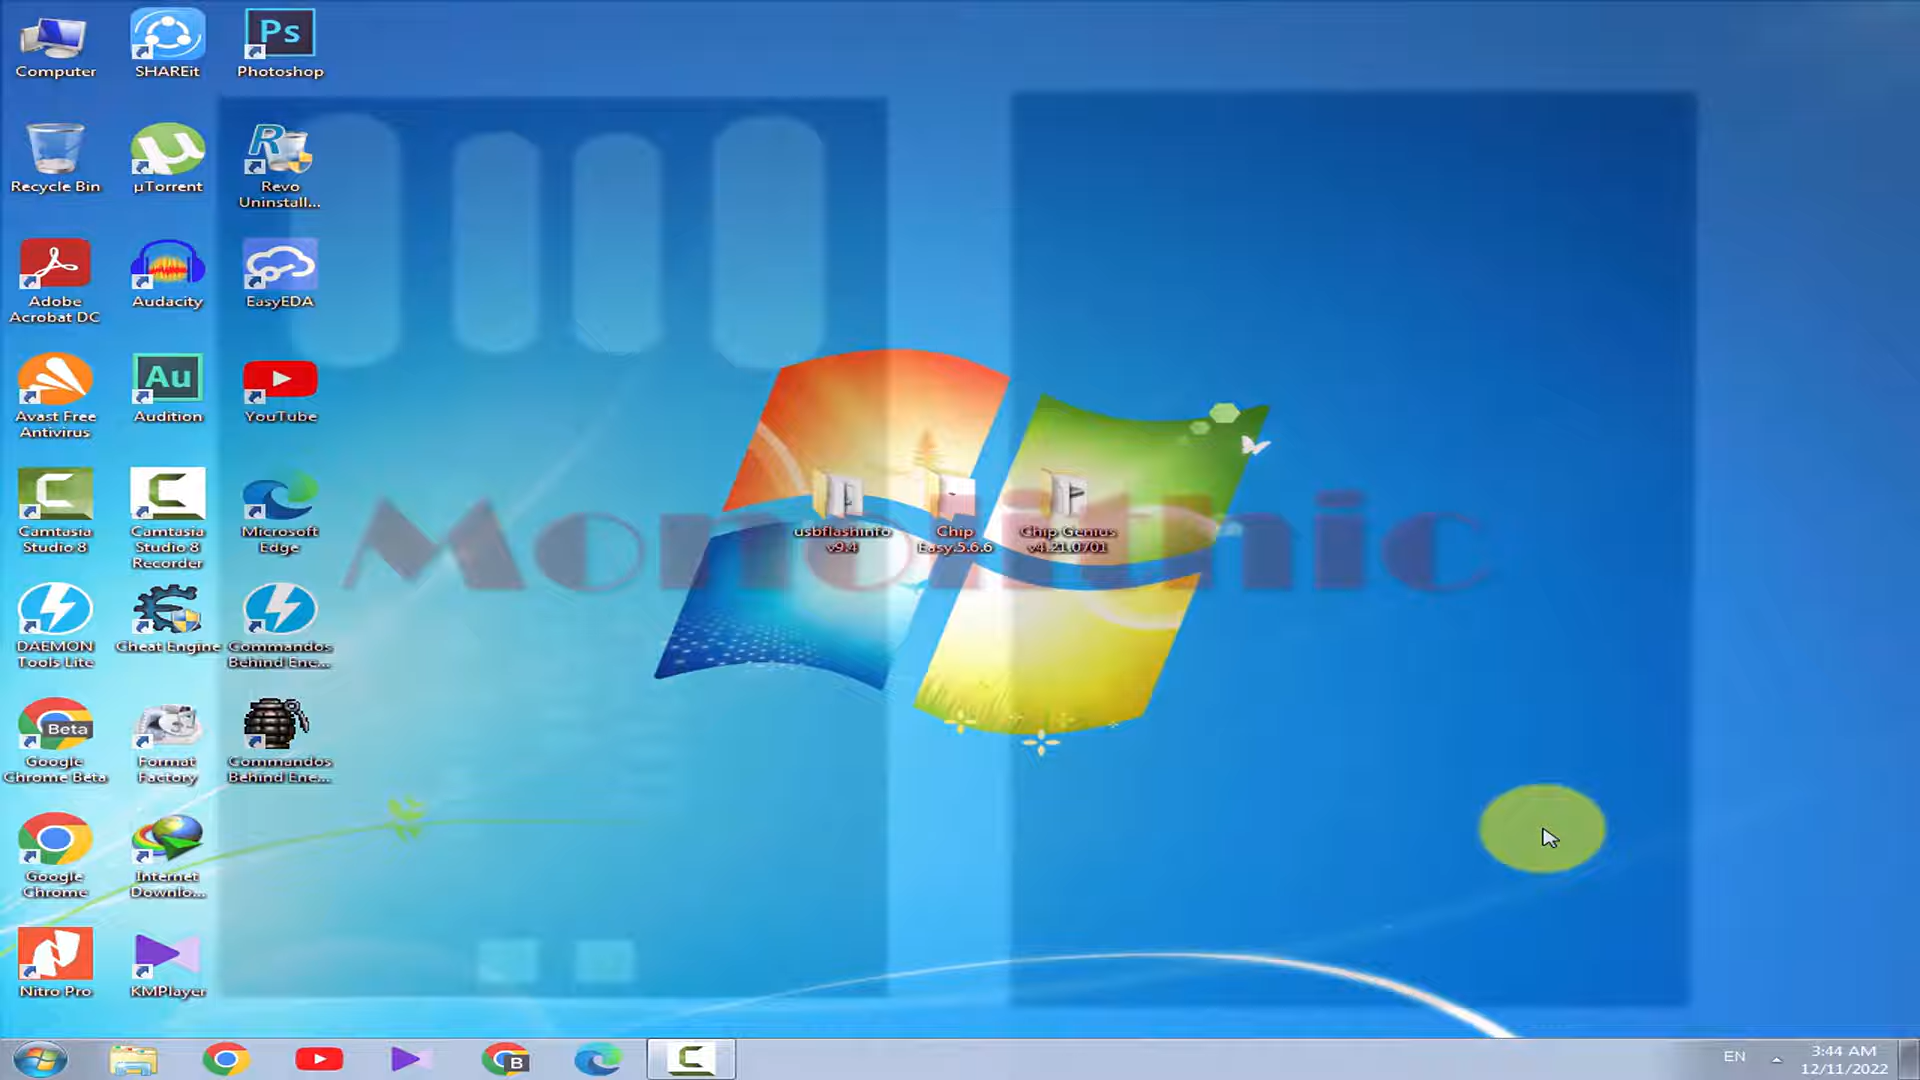 Computer
SHAREit
Ps
Photoshop
Recycle Bin
µTorrent
R
Revo
Uninstall...
Adobe
Acrobat DC
Audacity
EasyEDA
Avast Free
Antivirus
Au
Audition
YouTube
Camtasia
Studio 8
Camtasia
Studio 8
Recorder
Microsoft
Edge
usbflashinfo
v9.4
Chip
Easy.5.6.6
Chip Genius
v4.21.0701
Monolithic
DAEMON
Tools Lite
Cheat Engine
Commandos
Behind Ene...
Beta
Google
Chrome Beta
Format
Factory
Commandos
Behind Ene...
Google
Chrome
Internet
Downlo...
Nitro Pro
KMPlayer
B
EN
3:44 AM
12/11/2022